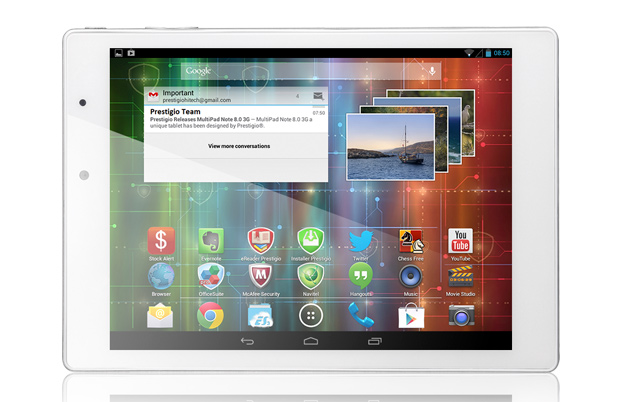 08:50
Google
Important
4
prestigiohitech@gmail.com
Prestigio Team
07:50
Prestigio Releases MultiPad Note 8.0 3G – MultiPad Note 8.0 3G a
unique tablet has been designed by Prestigio®.
View more conversations
$
You
Tube
Stock Alert
Evernote
eReader Prestigio
Installer Prestigio
Twitter
Chess Free
YouTube
Browser
OfficeSuite
McAfee Security
Navitel
Hangouts
Music
Movie Studio